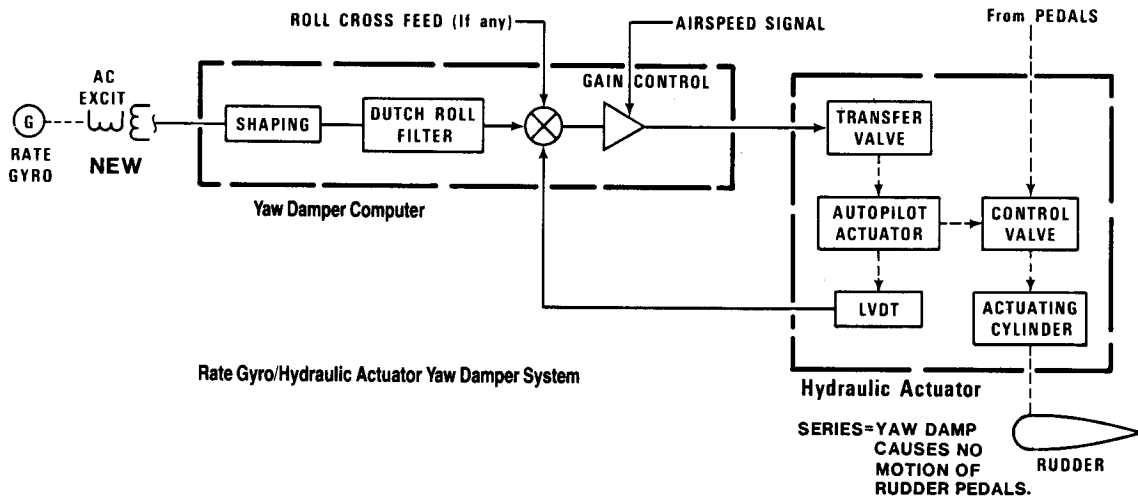 ROLL CROSS FEED (If any)
AIRSPEED SIGNAL
From PEDALS
AC
EXCIT
G
RATE
GYRO
NEW
GAIN CONTROL
SHAPING
DUTCH ROLL
FILTER
Yaw Damper Computer
TRANSFER
VALVE
AUTOPILOT
ACTUATOR
CONTROL
VALVE
LVDT
ACTUATING
CYLINDER
Hydraulic Actuator
Rate Gyro/Hydraulic Actuator Yaw Damper System
SERIES=YAW DAMP
CAUSES NO
MOTION OF
RUDDER PEDALS.
RUDDER